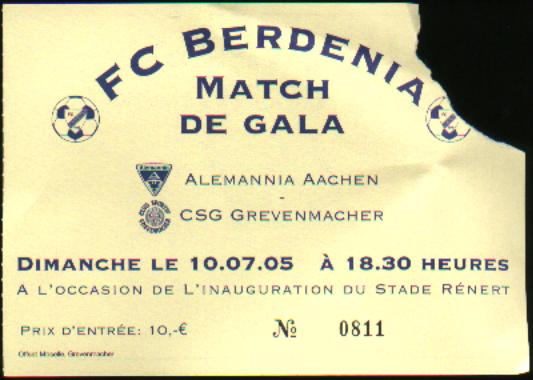 FC BERDENIA
MATCH
DE GALA
ALEMANNIA AACHEN
-
CSG GREVENMACHER
DIMANCHE LE 10.07.05 À 18.30 HEURES
A L'OCCASION DE L'INAUGURATION DU STADE RÉNERT
PRIX D'ENTRÉE: 10,-€ № 0811
Offset Moselle, Grevenmacher